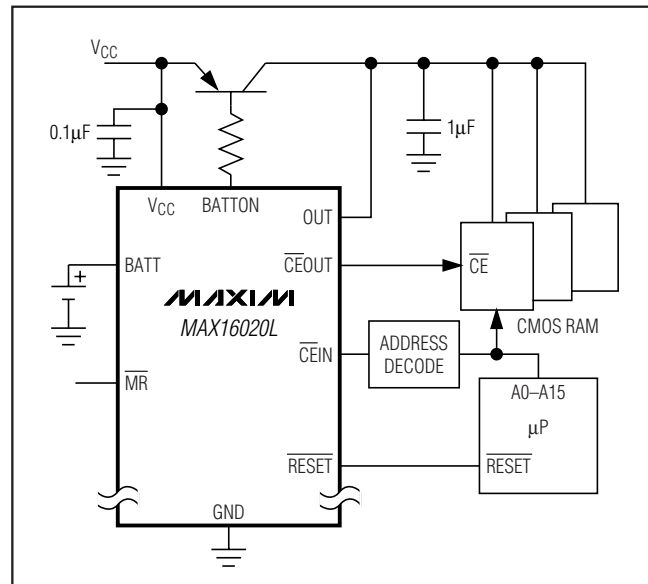 VCC
0.1µF
1µF
VCC
BATTON
OUT
BATT
CEOUT
CE
MAXIM
MAX16020L
CMOS RAM
CEIN
ADDRESS
DECODE
MR
A0–A15
µP
RESET
RESET
GND
+